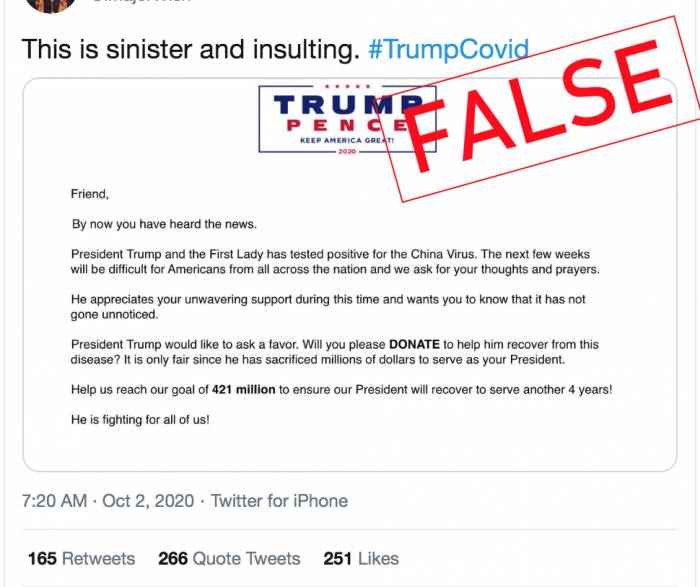 This is sinister and insulting. #TrumpCovid
FALSE
TRUMP
PENCE
KEEP AMERICA GREAT!
2020
Friend,
By now you have heard the news.
President Trump and the First Lady has tested positive for the China Virus. The next few weeks
will be difficult for Americans from all across the nation and we ask for your thoughts and prayers.
He appreciates your unwavering support during this time and wants you to know that it has not
gone unnoticed.
President Trump would like to ask a favor. Will you please DONATE to help him recover from this
disease? It is only fair since he has sacrificed millions of dollars to serve as your President.
Help us reach our goal of 421 million to ensure our President will recover to serve another 4 years!
He is fighting for all of us!
7:20 AM · Oct 2, 2020 · Twitter for iPhone
165 Retweets 266 Quote Tweets 251 Likes